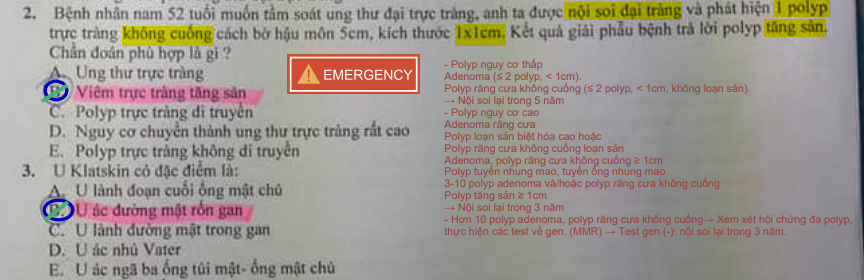 2. Bệnh nhân nam 52 tuổi muốn tầm soát ung thư đại trực tràng, anh ta được nội soi đại tràng và phát hiện 1 polyp
trực tràng không cuống cách bờ hậu môn 5cm, kích thước 1x1cm. Kết quả giải phẫu bệnh trả lời polyp tăng sản.
Chẩn đoán phù hợp là gì ?
A. Ung thư trực tràng
B. Viêm trực tràng tăng sản
C. Polyp trực tràng di truyền
D. Nguy cơ chuyển thành ung thư trực tràng rất cao
E. Polyp trực tràng không di truyền
3. U Klatskin có đặc điểm là:
A. U lành đoạn cuối ống mật chủ
B. U ác đường mật rốn gan
C. U lành đường mật trong gan
D. U ác nhú Vater
E. U ác ngã ba ống túi mật- ống mật chủ
EMERGENCY
- Polyp nguy cơ thấp
Adenoma (≤ 2 polyp, < 1cm).
Polyp răng cưa không cuống (≤ 2 polyp, < 1cm, không loạn sản).
→ Nội soi lại trong 5 năm
- Polyp nguy cơ cao
Adenoma răng cưa
Polyp loạn sản biệt hóa cao hoặc
Polyp răng cưa không cuống loạn sản
Adenoma, polyp răng cưa không cuống ≥ 1cm
Polyp tuyến nhung mao, tuyến ống nhung mao
3-10 polyp adenoma và/hoặc polyp răng cưa không cuống
Polyp tăng sản ≥ 1cm
→ Nội soi lại trong 3 năm
- Hơn 10 polyp adenoma, polyp răng cưa không cuống→ Xem xét hội chứng đa polyp,
thực hiện các test về gen. (MMR) → Test gen (-): nội soi lại trong 3 năm.